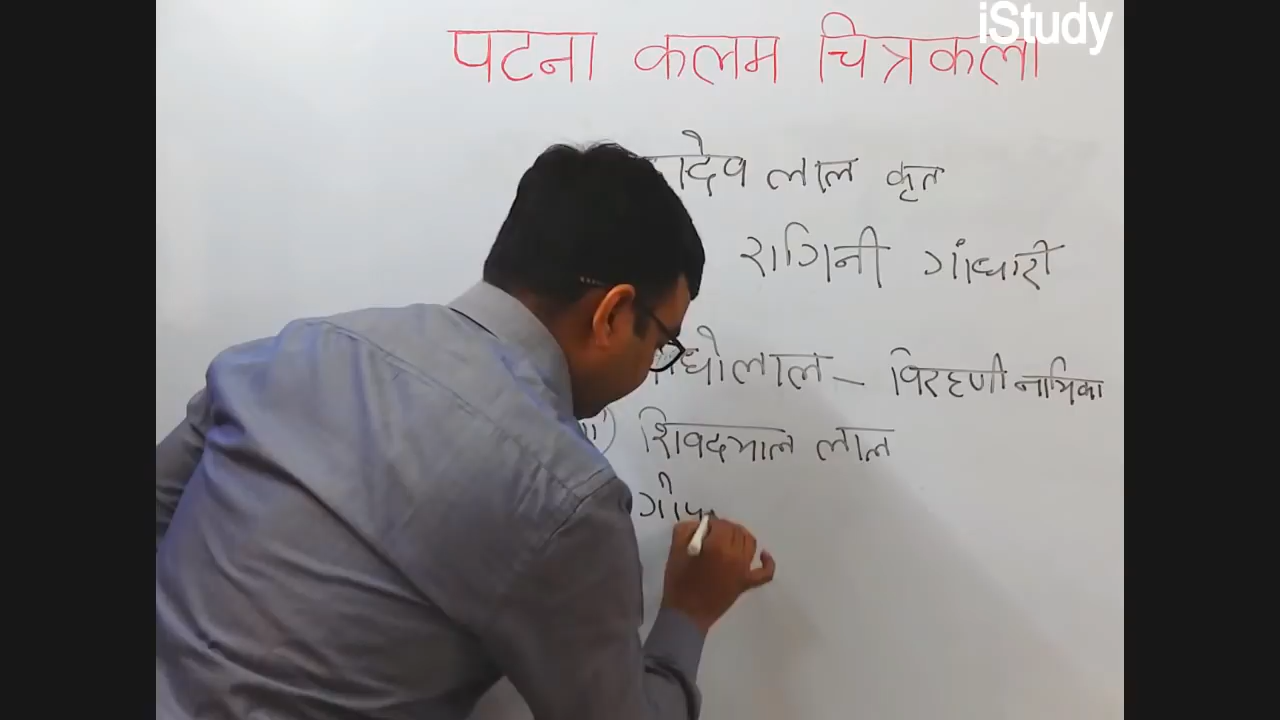 iStudy
पटना कलम चित्रकला
लाल कृत
रागिनी गांधारी
– विरहणी नायिका
शिवदयाल लाल